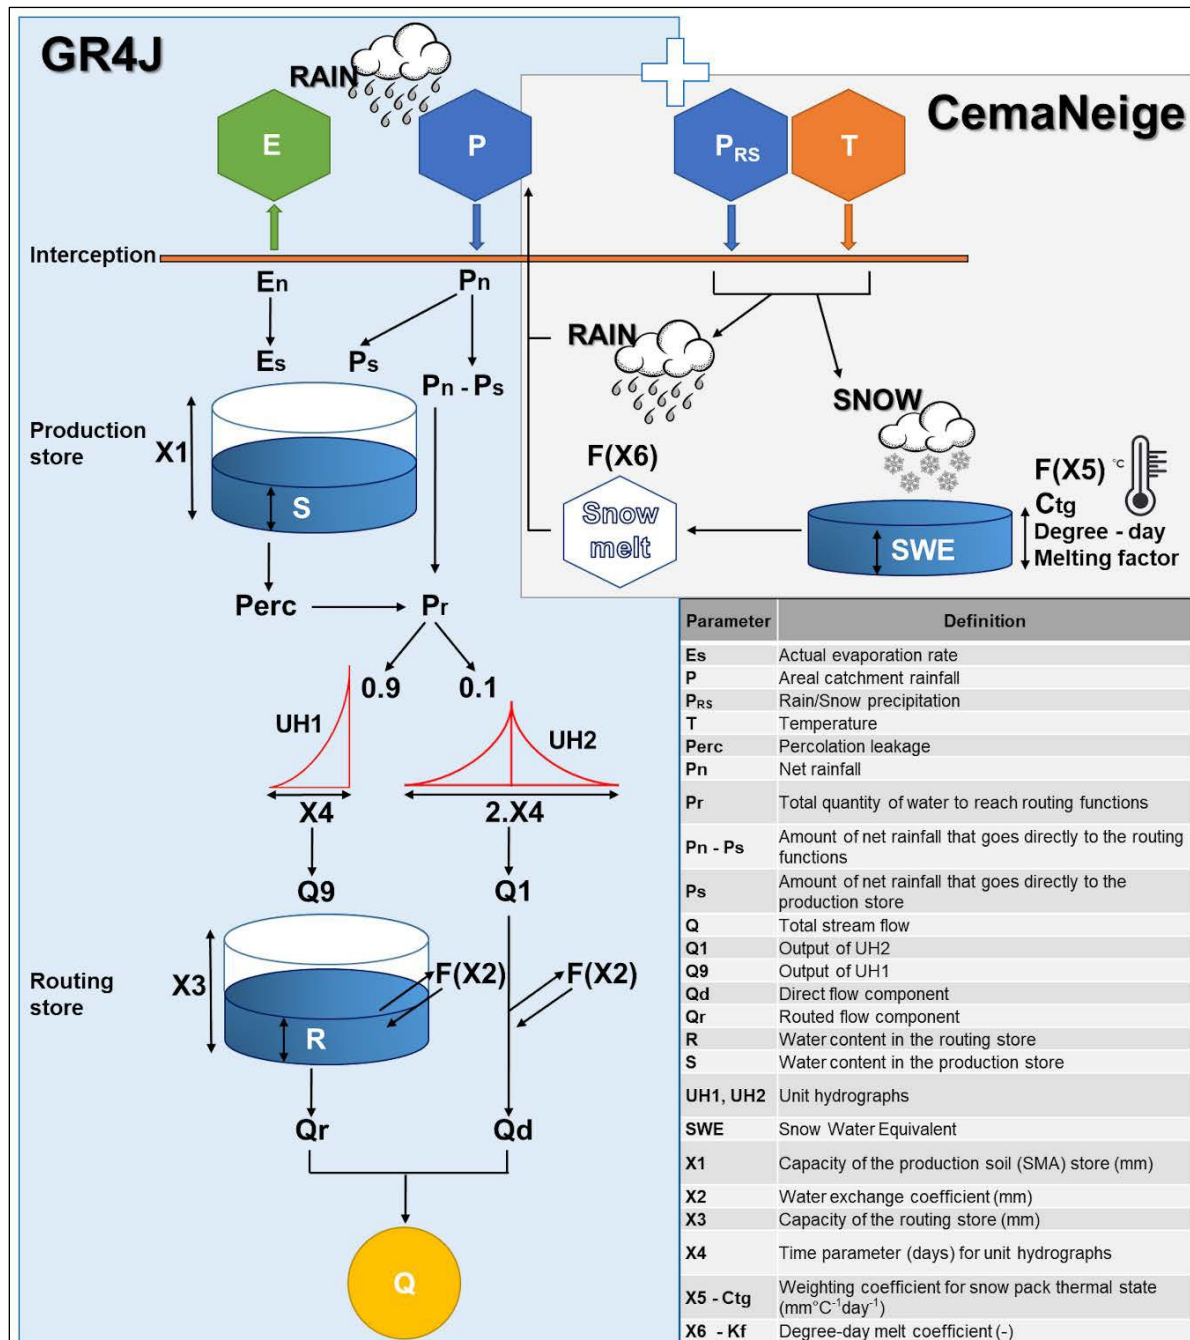 GR4J
RAIN
CemaNeige
E
P
PRS
T
Interception
En
Pn
Es
Ps
Pn - Ps
RAIN
SNOW
Production
store
X1
S
F(X6)
Snow
melt
SWE
F(X5) °C
Ctg
Degree - day
Melting factor
Perc
Pr
0.9
0.1
UH1
UH2
X4
2.X4
Q9
Q1
Routing
store
X3
R
F(X2)
F(X2)
Qr
Qd
Q
Parameter Definition
Es Actual evaporation rate
P Areal catchment rainfall
PRS Rain/Snow precipitation
T Temperature
Perc Percolation leakage
Pn Net rainfall
Pr Total quantity of water to reach routing functions
Pn - Ps Amount of net rainfall that goes directly to the routing
functions
Ps Amount of net rainfall that goes directly to the
production store
Q Total stream flow
Q1 Output of UH2
Q9 Output of UH1
Qd Direct flow component
Qr Routed flow component
R Water content in the routing store
S Water content in the production store
UH1, UH2 Unit hydrographs
SWE Snow Water Equivalent
X1 Capacity of the production soil (SMA) store (mm)
X2 Water exchange coefficient (mm)
X3 Capacity of the routing store (mm)
X4 Time parameter (days) for unit hydrographs
X5 - Ctg Weighting coefficient for snow pack thermal state
(mm°C⁻¹day⁻¹)
X6 - Kf Degree-day melt coefficient (-)